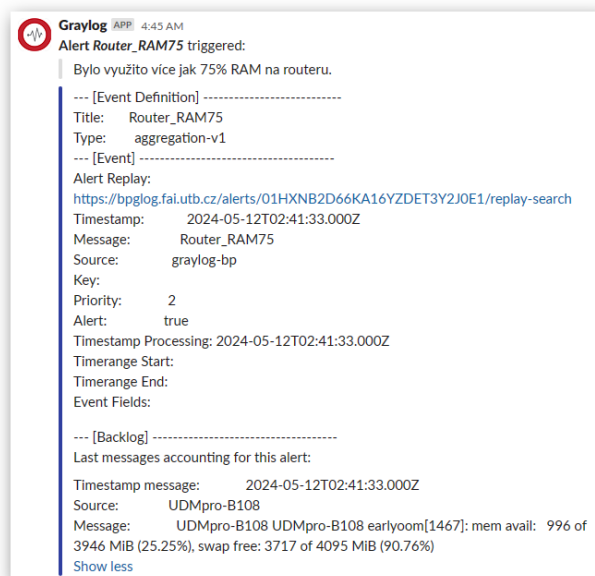 Graylog APP 4:45 AM
Alert Router_RAM75 triggered:
Bylo využito více jak 75% RAM na routeru.
--- [Event Definition] ---------------------------
Title: Router_RAM75
Type: aggregation-v1
--- [Event] --------------------------------------
Alert Replay:
https://bpglog.fai.utb.cz/alerts/01HXNB2D66KA16YZDET3Y2J0E1/replay-search
Timestamp: 2024-05-12T02:41:33.000Z
Message: Router_RAM75
Source: graylog-bp
Key:
Priority: 2
Alert: true
Timestamp Processing: 2024-05-12T02:41:33.000Z
Timerange Start:
Timerange End:
Event Fields:
--- [Backlog] ------------------------------------
Last messages accounting for this alert:
Timestamp message: 2024-05-12T02:41:33.000Z
Source: UDMpro-B108
Message: UDMpro-B108 UDMpro-B108 earlyoom[1467]: mem avail: 996 of
3946 MiB (25.25%), swap free: 3717 of 4095 MiB (90.76%)
Show less